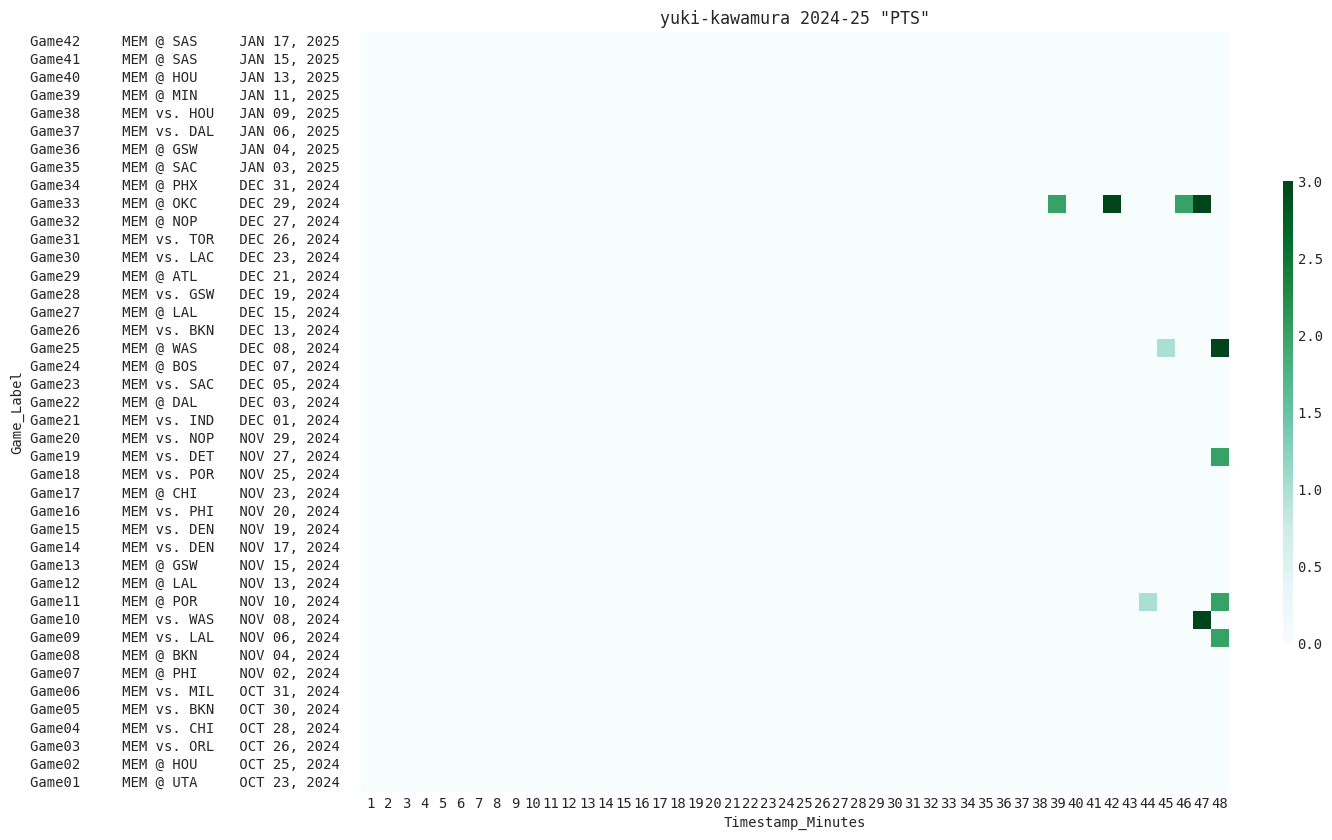 yuki-kawamura 2024-25 "PTS"
Game42 MEM @ SAS JAN 17, 2025
Game41 MEM @ SAS JAN 15, 2025
Game40 MEM @ HOU JAN 13, 2025
Game39 MEM @ MIN JAN 11, 2025
Game38 MEM vs. HOU JAN 09, 2025
Game37 MEM vs. DAL JAN 06, 2025
Game36 MEM @ GSW JAN 04, 2025
Game35 MEM @ SAC JAN 03, 2025
Game34 MEM @ PHX DEC 31, 2024
Game33 MEM @ OKC DEC 29, 2024
Game32 MEM @ NOP DEC 27, 2024
Game31 MEM vs. TOR DEC 26, 2024
Game30 MEM vs. LAC DEC 23, 2024
Game29 MEM @ ATL DEC 21, 2024
Game28 MEM vs. GSW DEC 19, 2024
Game27 MEM @ LAL DEC 15, 2024
Game26 MEM vs. BKN DEC 13, 2024
Game25 MEM @ WAS DEC 08, 2024
Game24 MEM @ BOS DEC 07, 2024
Game23 MEM vs. SAC DEC 05, 2024
Game22 MEM @ DAL DEC 03, 2024
Game21 MEM vs. IND DEC 01, 2024
Game20 MEM vs. NOP NOV 29, 2024
Game19 MEM vs. DET NOV 27, 2024
Game18 MEM vs. POR NOV 25, 2024
Game17 MEM @ CHI NOV 23, 2024
Game16 MEM vs. PHI NOV 20, 2024
Game15 MEM vs. DEN NOV 19, 2024
Game14 MEM vs. DEN NOV 17, 2024
Game13 MEM @ GSW NOV 15, 2024
Game12 MEM @ LAL NOV 13, 2024
Game11 MEM @ POR NOV 10, 2024
Game10 MEM vs. WAS NOV 08, 2024
Game09 MEM vs. LAL NOV 06, 2024
Game08 MEM @ BKN NOV 04, 2024
Game07 MEM @ PHI NOV 02, 2024
Game06 MEM vs. MIL OCT 31, 2024
Game05 MEM vs. BKN OCT 30, 2024
Game04 MEM vs. CHI OCT 28, 2024
Game03 MEM vs. ORL OCT 26, 2024
Game02 MEM @ HOU OCT 25, 2024
Game01 MEM @ UTA OCT 23, 2024
Game_Label
1 2 3 4 5 6 7 8 9 10 11 12 13 14 15 16 17 18 19 20 21 22 23 24 25 26 27 28 29 30 31 32 33 34 35 36 37 38 39 40 41 42 43 44 45 46 47 48
Timestamp_Minutes
3.0
2.5
2.0
1.5
1.0
0.5
0.0